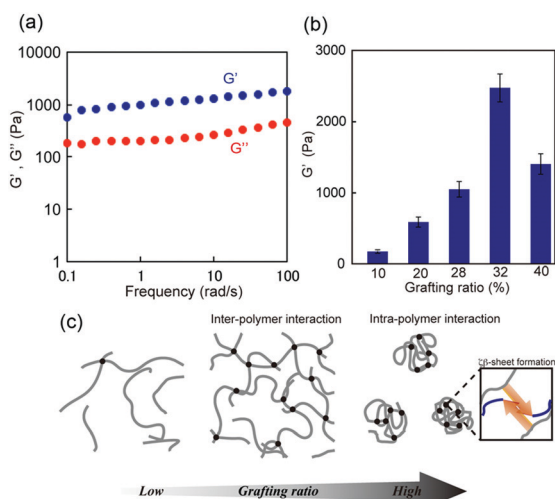 (a)
10000
1000
100
10
1
G', G'' (Pa)
G'
G''
0.1
1
10
100
Frequency (rad/s)
(b)
3000
2000
1000
0
G' (Pa)
10
20
28
32
40
Grafting ratio (%)
(c)
Inter-polymer interaction
Intra-polymer interaction
β-sheet formation
Low
Grafting ratio
High